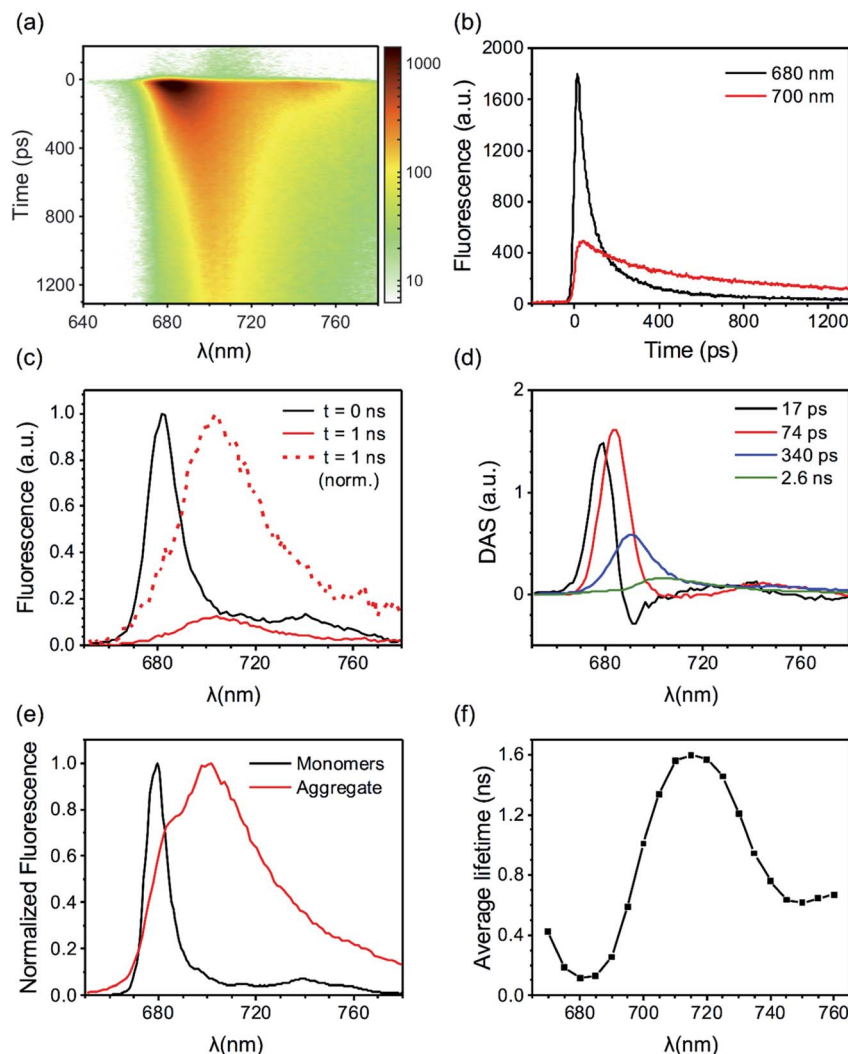 (a)
1000
100
10
0
400
800
1200
Time (ps)
640
680
720
760
λ(nm)
(b)
2000
1600
1200
800
400
0
Fluorescence (a.u.)
680 nm
700 nm
0
400
800
1200
Time (ps)
(c)
1.0
0.8
0.6
0.4
0.2
0.0
Fluorescence (a.u.)
t = 0 ns
t = 1 ns
t = 1 ns
(norm.)
680
720
760
λ(nm)
(d)
2
1
0
DAS (a.u.)
17 ps
74 ps
340 ps
2.6 ns
680
720
760
λ(nm)
(e)
1.0
0.8
0.6
0.4
0.2
0.0
Normalized Fluorescence
Monomers
Aggregate
680
720
760
λ(nm)
(f)
1.6
1.2
0.8
0.4
0.0
Average lifetime (ns)
680
700
720
740
760
λ(nm)